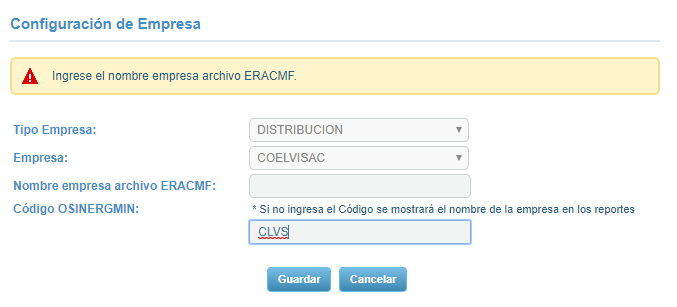 Configuración de Empresa
Ingrese el nombre empresa archivo ERACMF.
Tipo Empresa: DISTRIBUCION
Empresa: COELVISAC
Nombre empresa archivo ERACMF:
Código OSINERGMIN: * Si no ingresa el Código se mostrará el nombre de la empresa en los reportes
CLVS
Guardar Cancelar